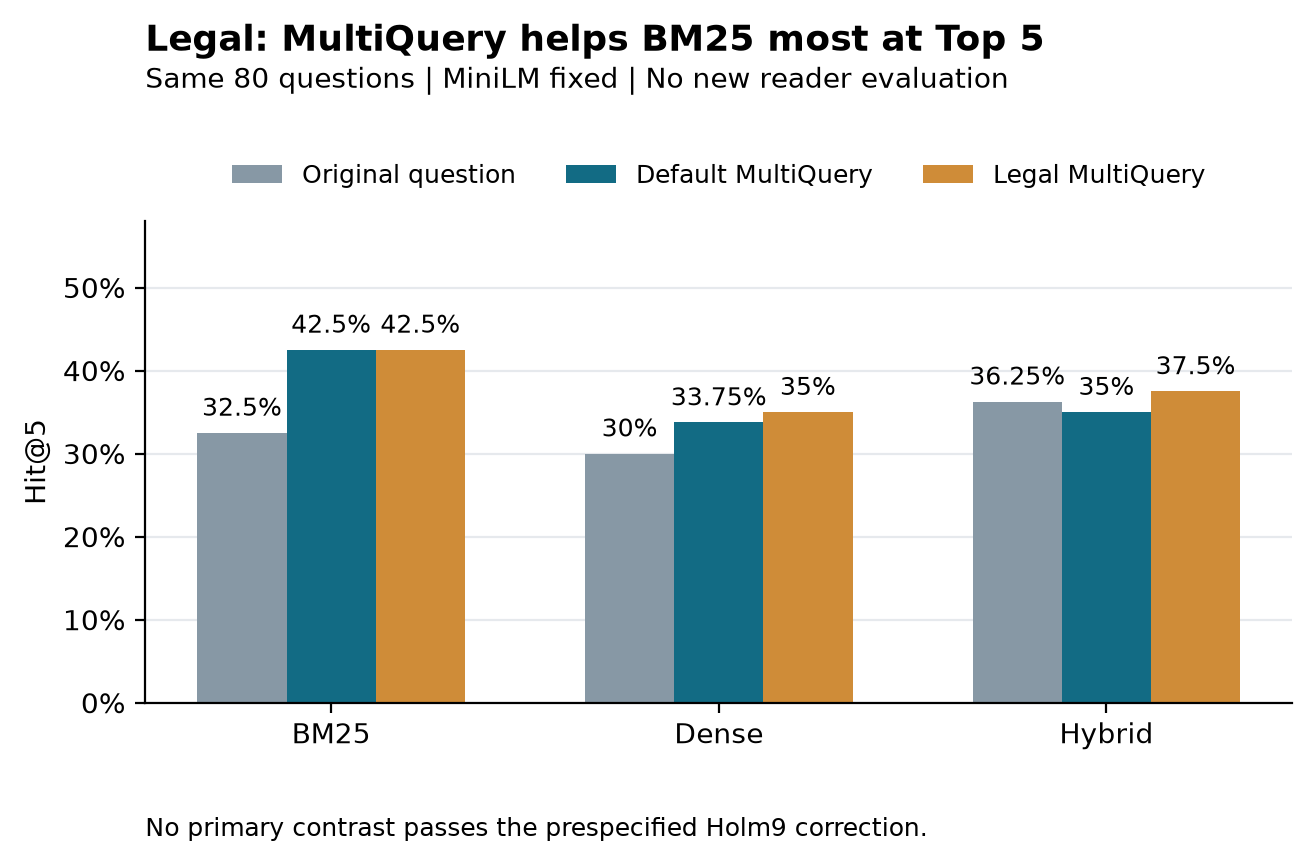 Legal: MultiQuery helps BM25 most at Top 5
Same 80 questions | MiniLM fixed | No new reader evaluation
Original question
Default MultiQuery
Legal MultiQuery
Hit@5
50%
40%
30%
20%
10%
0%
32.5%
42.5%
42.5%
30%
33.75%
35%
36.25%
35%
37.5%
BM25
Dense
Hybrid
No primary contrast passes the prespecified Holm9 correction.